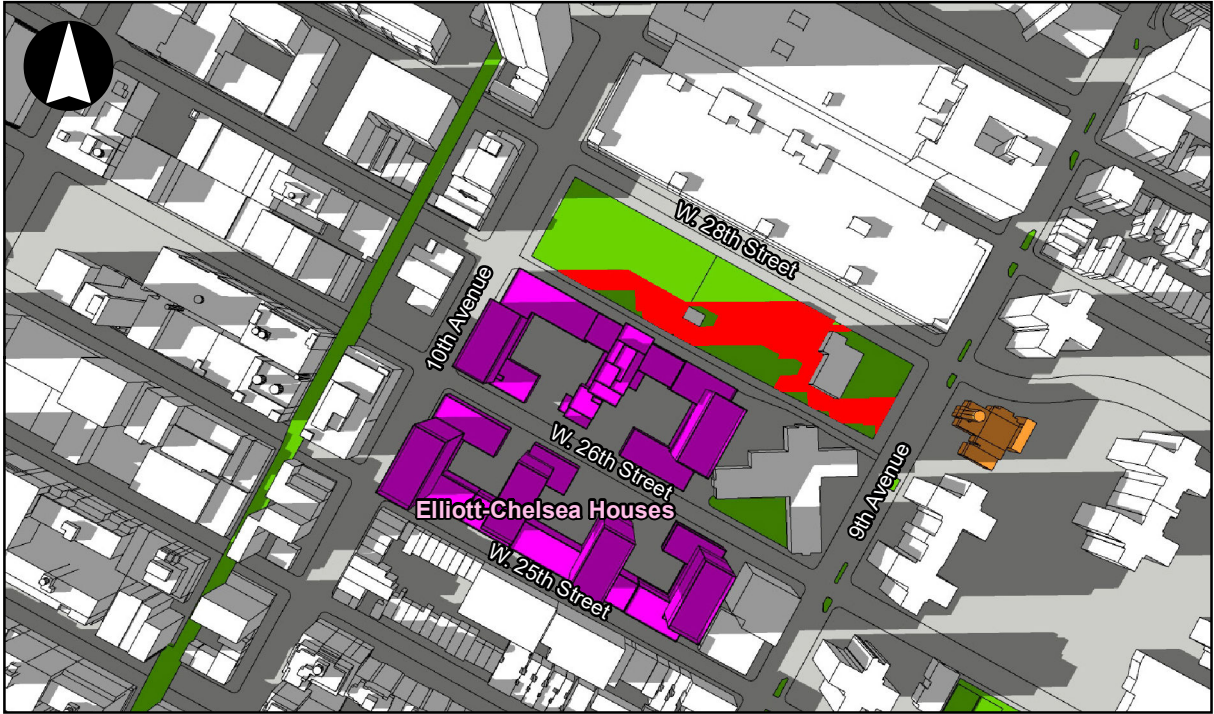 W. 28th Street
10th Avenue
W. 26th Street
9th Avenue
Elliott-Chelsea Houses
W. 25th Street